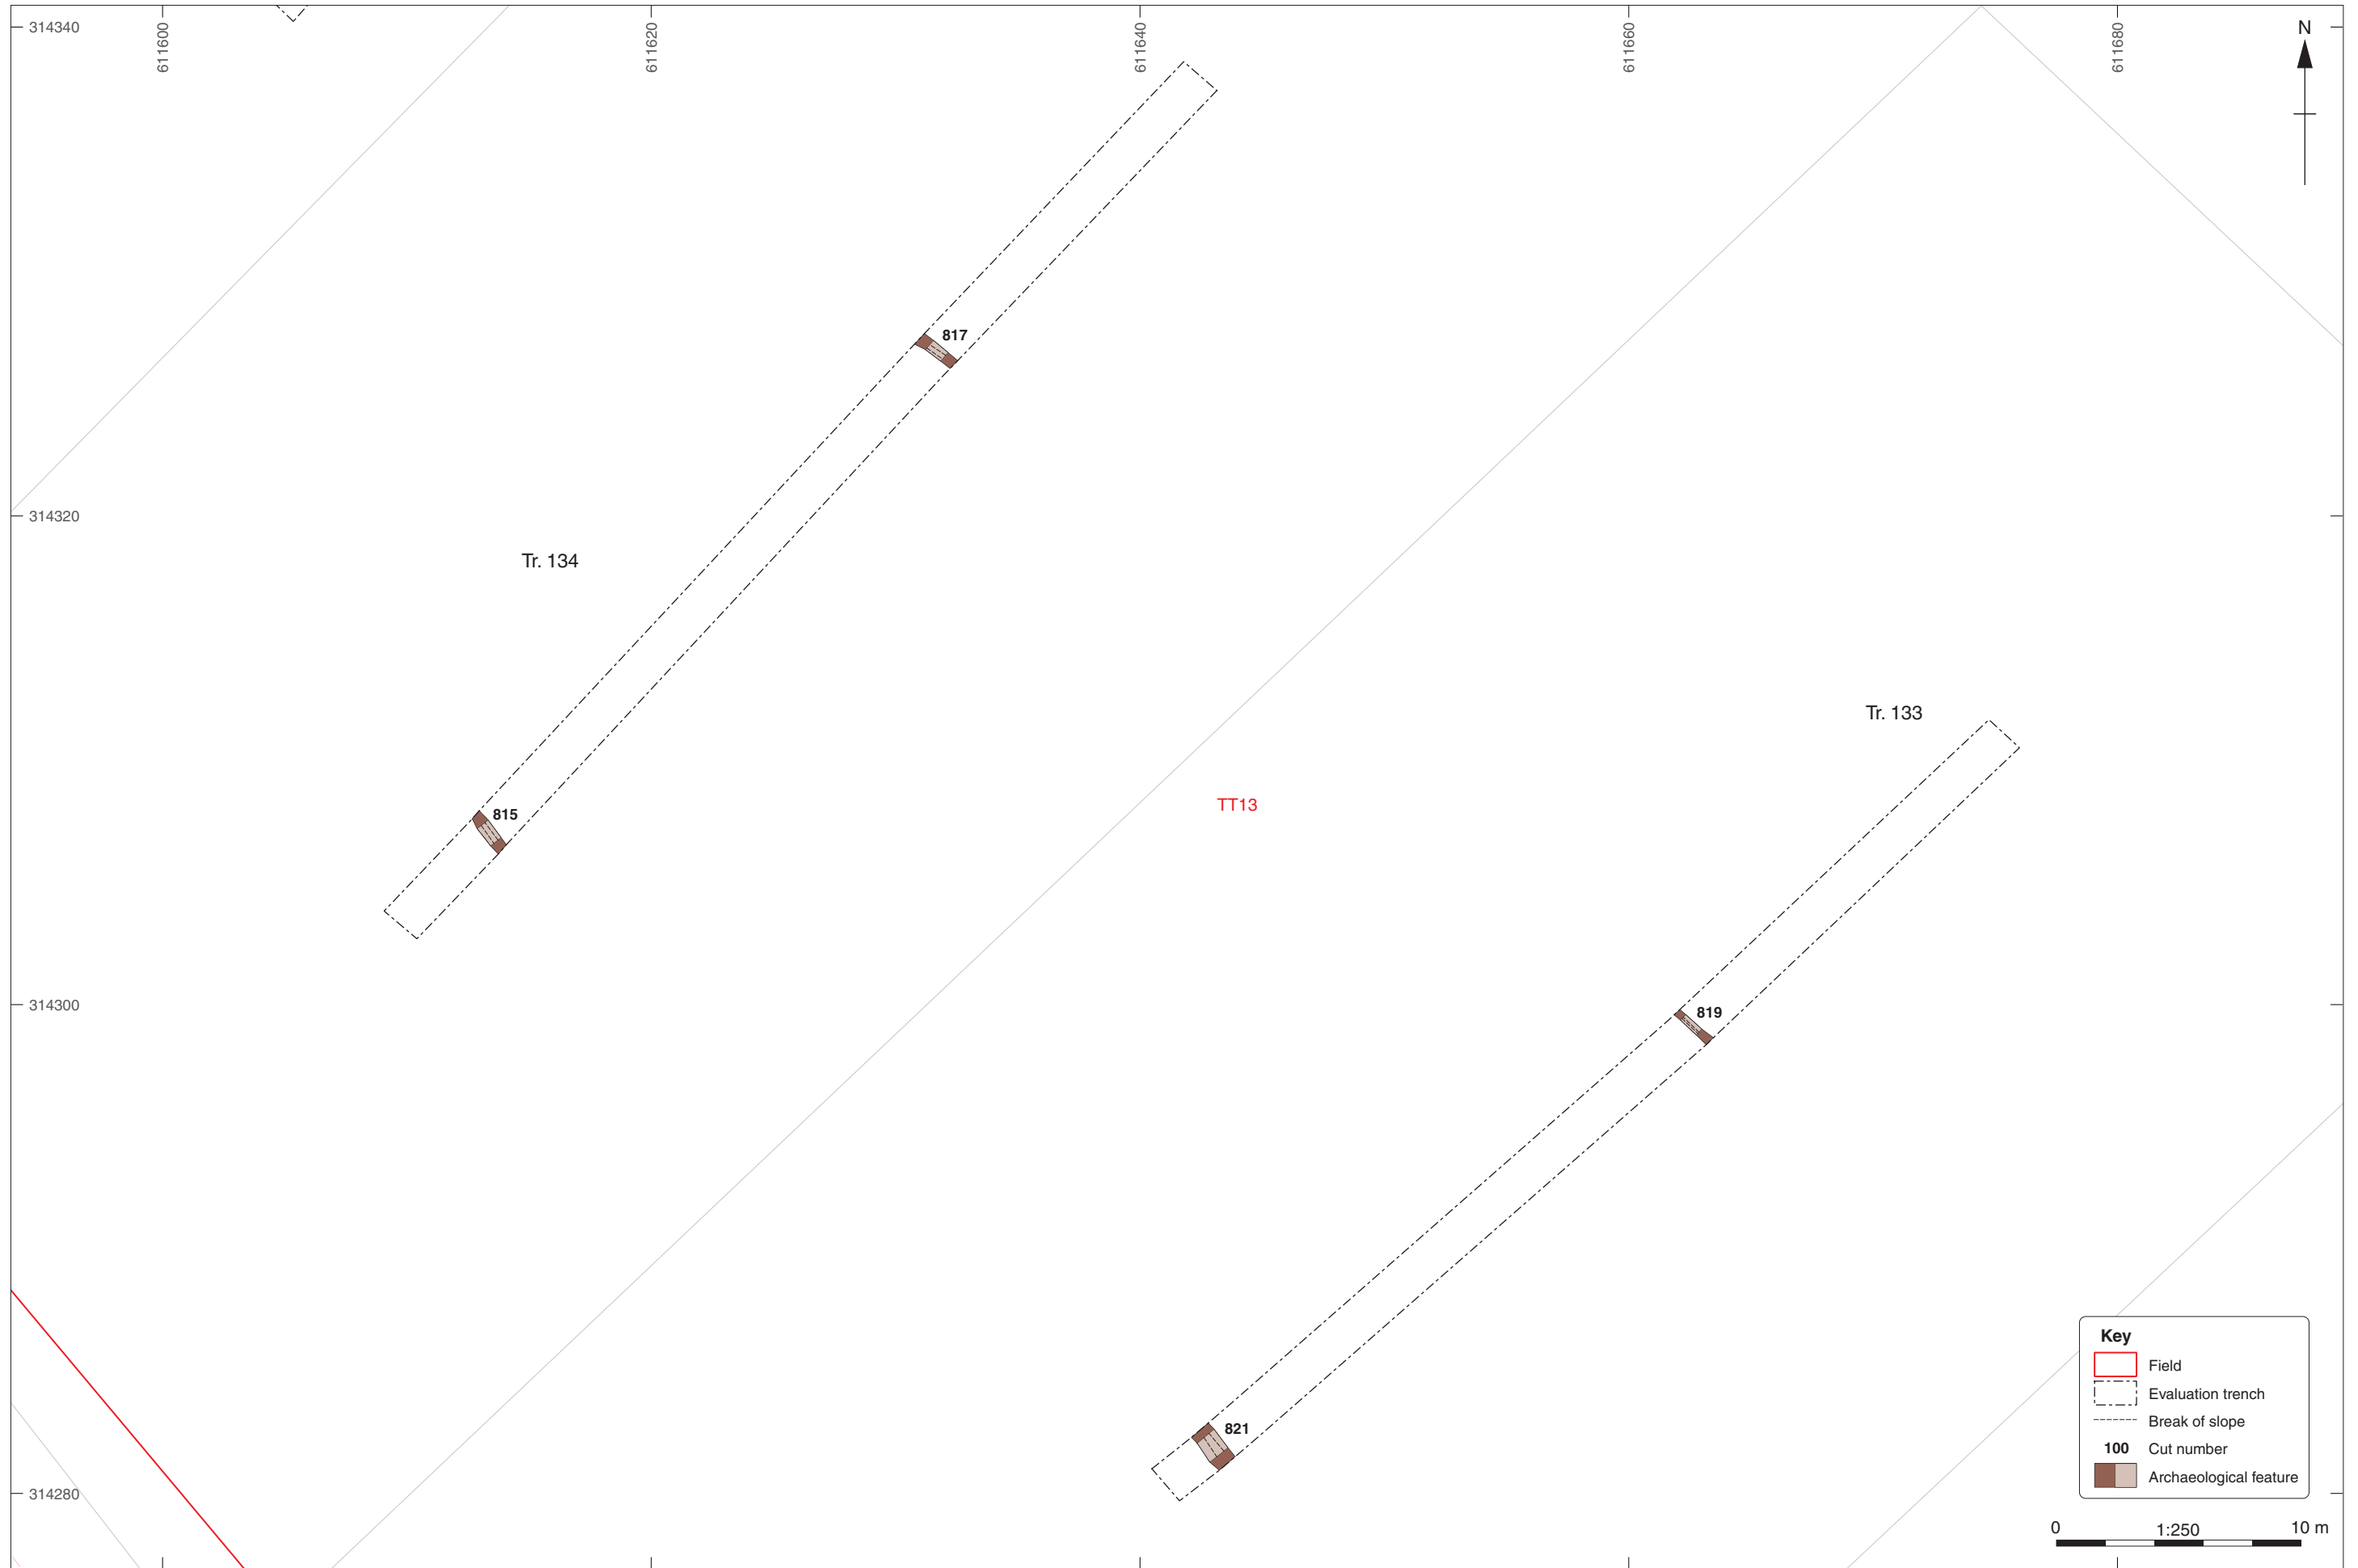 611600
611620
611640
611660
611680
N
314340
314320
314300
314280
817
Tr. 134
815
TT13
Tr. 133
819
821
Key
Field
Evaluation trench
Break of slope
100 Cut number
Archaeological feature
0 1:250 10 m